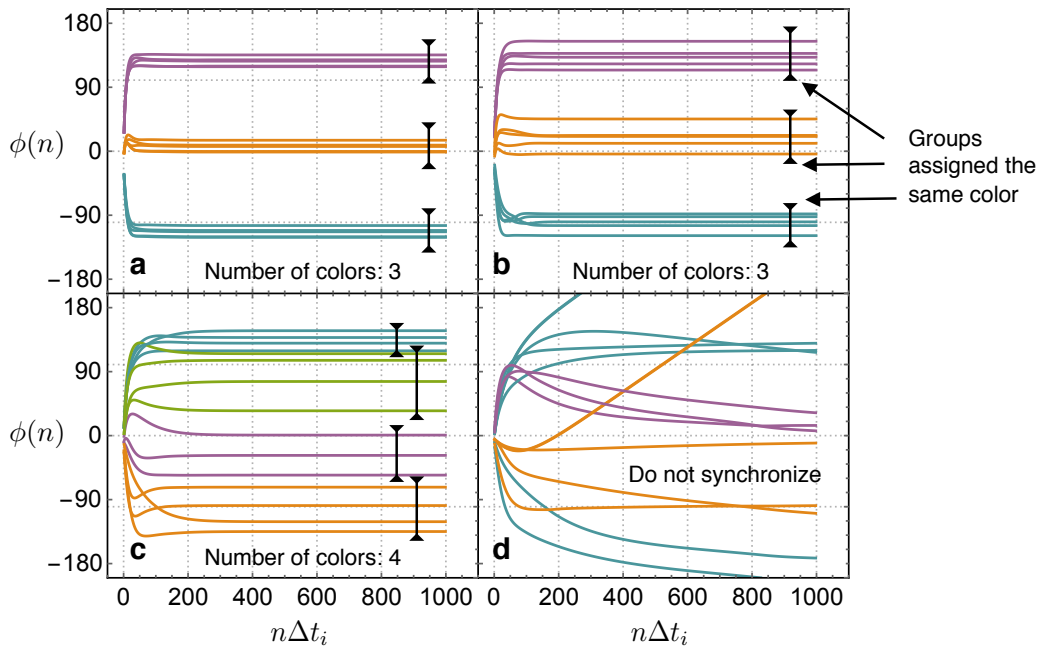 180
90
0
−90
−180
ϕ(n)
a
Number of colors: 3
b
Number of colors: 3
Groups
assigned the
same color
180
90
0
−90
−180
ϕ(n)
c
Number of colors: 4
d
Do not synchronize
0 200 400 600 800 1000
0 200 400 600 800 1000
nΔtᵢ
nΔtᵢ